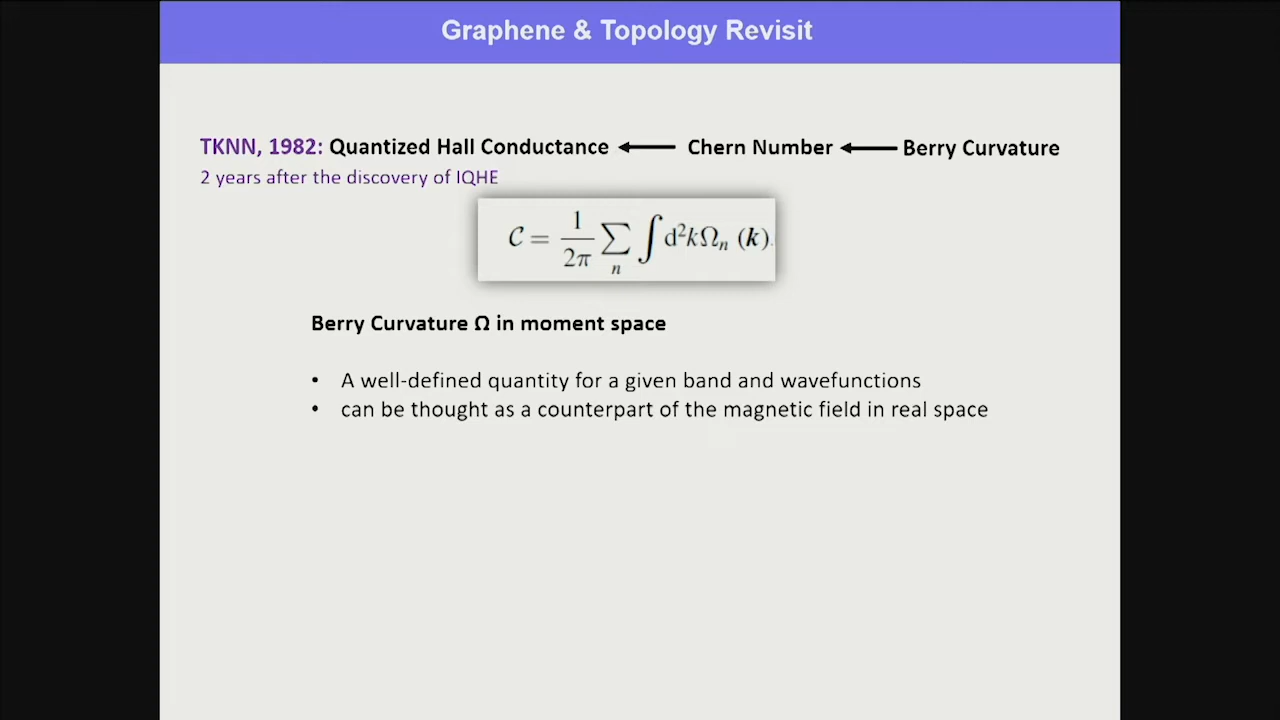 Graphene & Topology Revisit
TKNN, 1982: Quantized Hall Conductance ← Chern Number ← Berry Curvature
2 years after the discovery of IQHE
𝒞 = 1/2π ∑n ∫ d²kΩn (k).
Berry Curvature Ω in moment space
• A well-defined quantity for a given band and wavefunctions
• can be thought as a counterpart of the magnetic field in real space